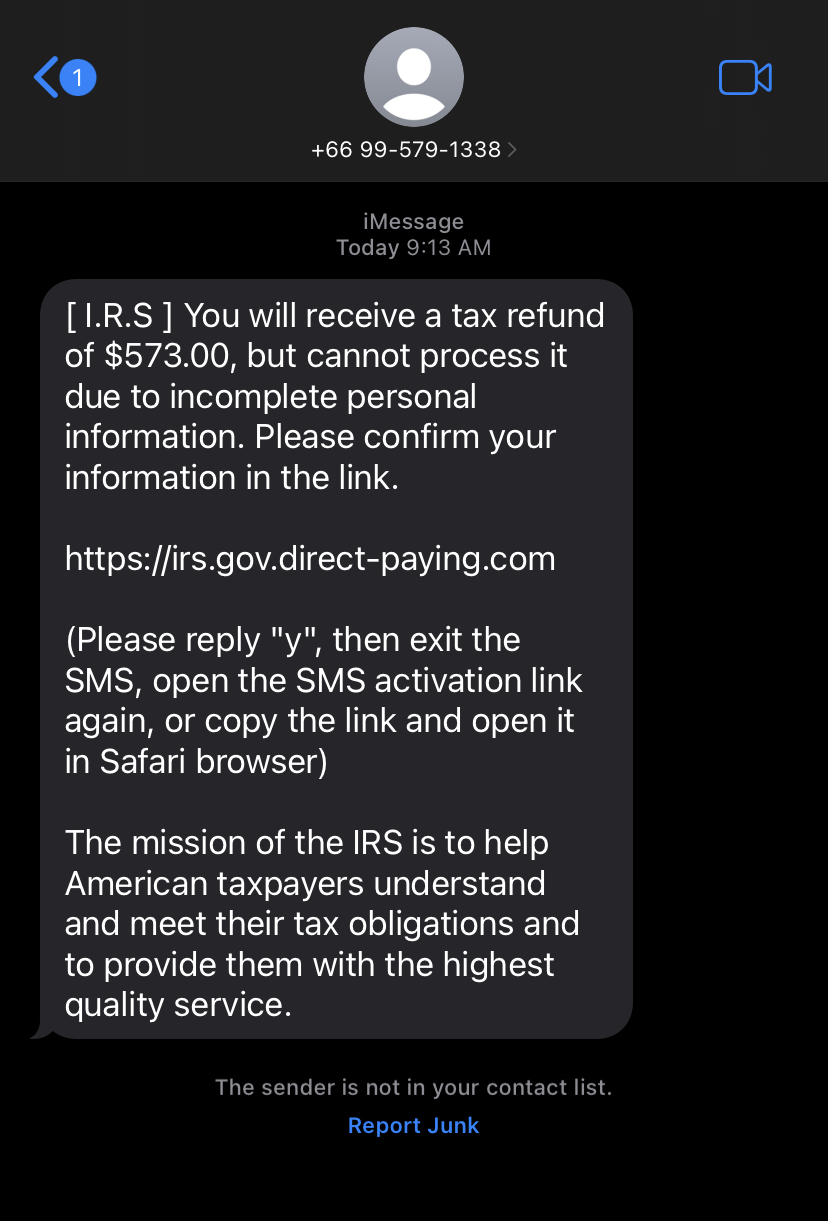 1
+66 99-579-1338
iMessage
Today 9:13 AM
[ I.R.S ] You will receive a tax refund
of $573.00, but cannot process it
due to incomplete personal
information. Please confirm your
information in the link.
https://irs.gov.direct-paying.com
(Please reply "y", then exit the
SMS, open the SMS activation link
again, or copy the link and open it
in Safari browser)
The mission of the IRS is to help
American taxpayers understand
and meet their tax obligations and
to provide them with the highest
quality service.
The sender is not in your contact list.
Report Junk